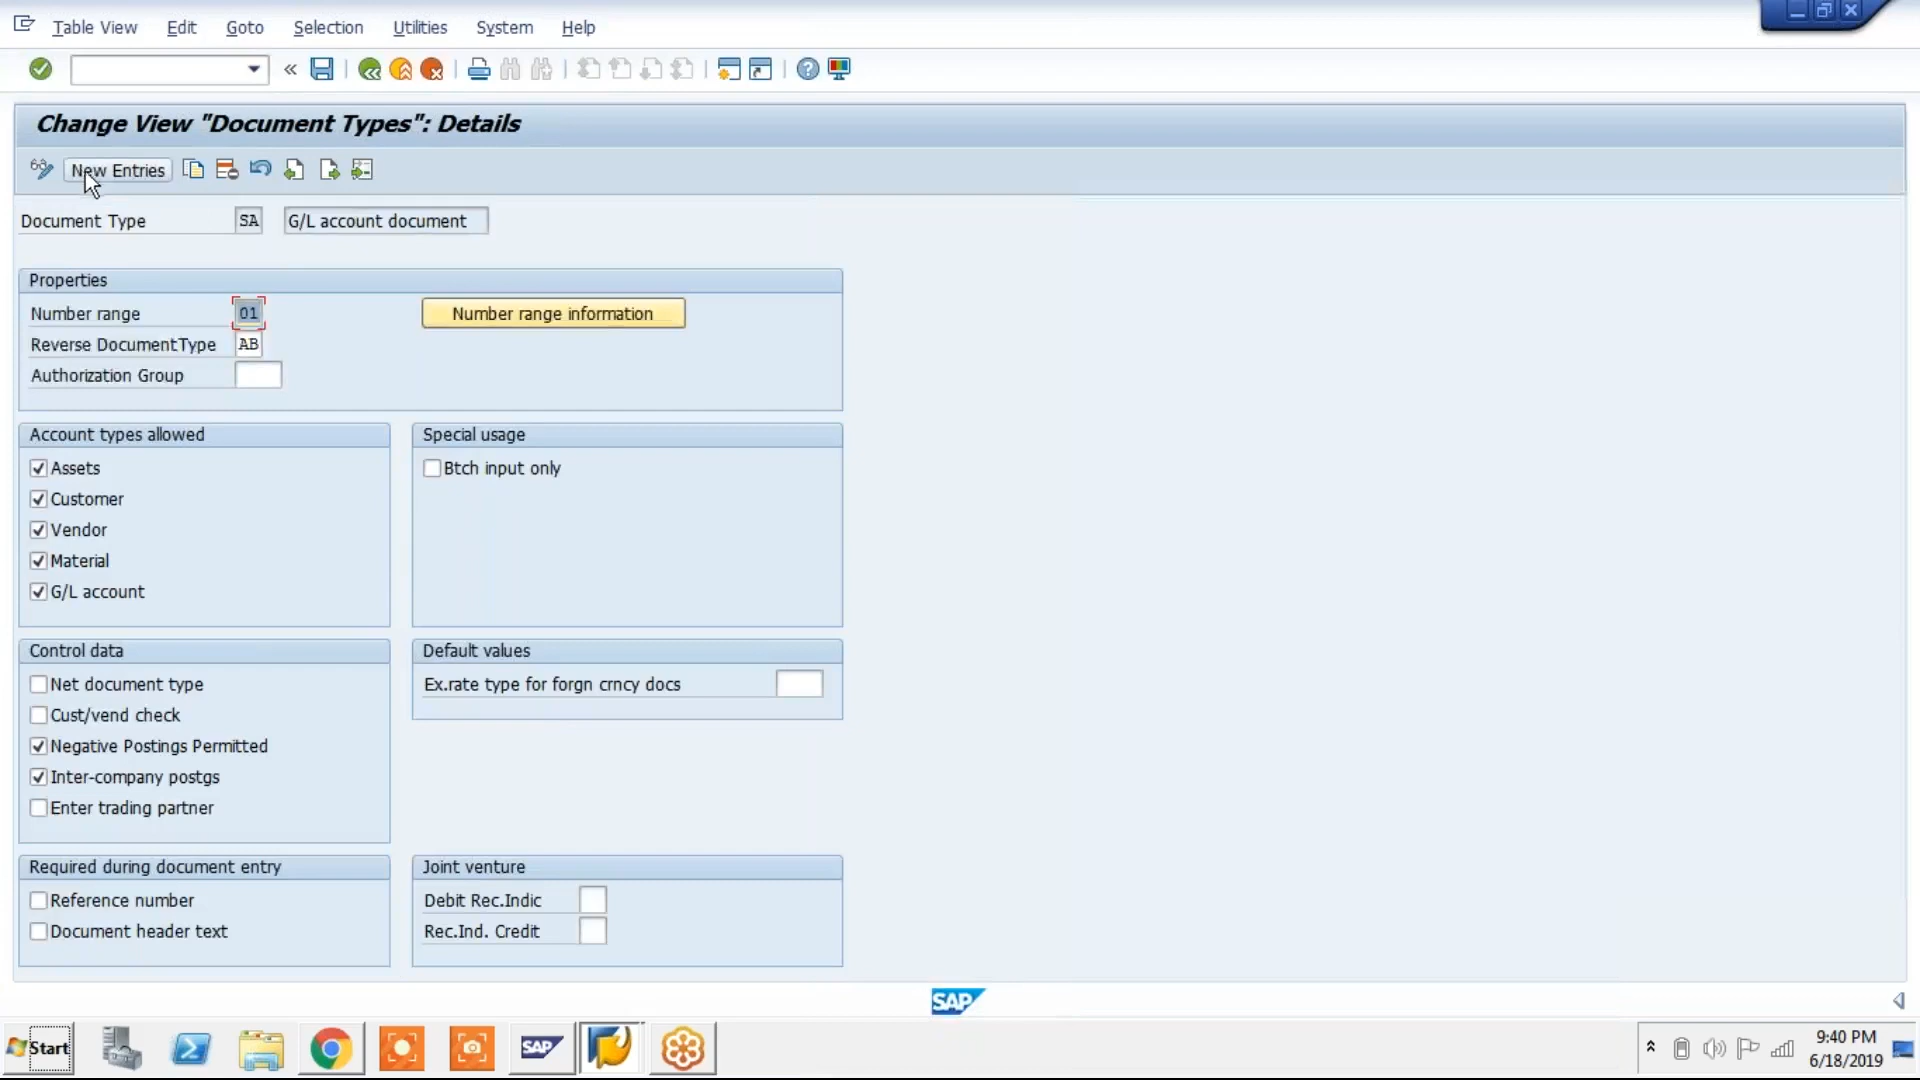 Table View Edit Goto Selection Utilities System Help
Change View "Document Types": Details
New Entries
Document Type SA G/L account document
Properties
Number range 01 Number range information
Reverse DocumentType AB
Authorization Group
Account types allowed
Assets
Customer
Vendor
Material
G/L account
Special usage
Btch input only
Control data
Net document type
Cust/vend check
Negative Postings Permitted
Inter-company postgs
Enter trading partner
Default values
Ex.rate type for forgn crncy docs
Required during document entry
Reference number
Document header text
Joint venture
Debit Rec.Indic
Rec.Ind. Credit
SAP
Start
SAP
9:40 PM
6/18/2019